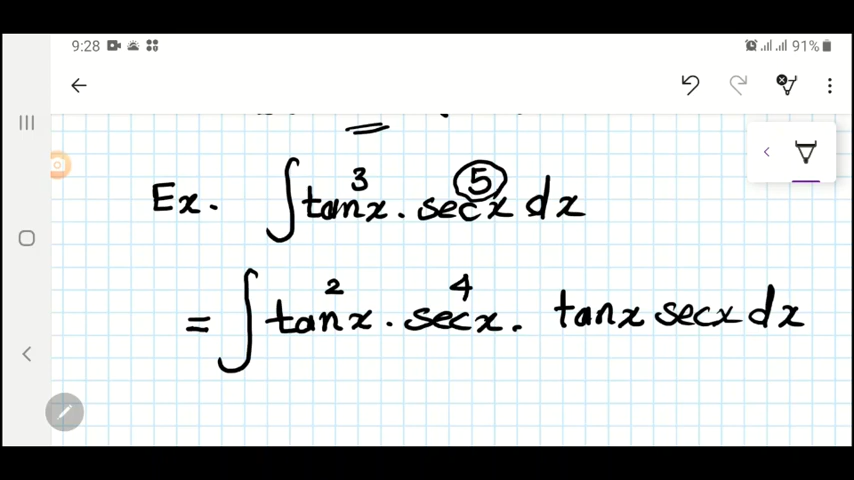 9:28 91%
Ex. ∫ tan³x · sec⁵x dx
= ∫ tan²x · sec⁴x · tanx secx dx